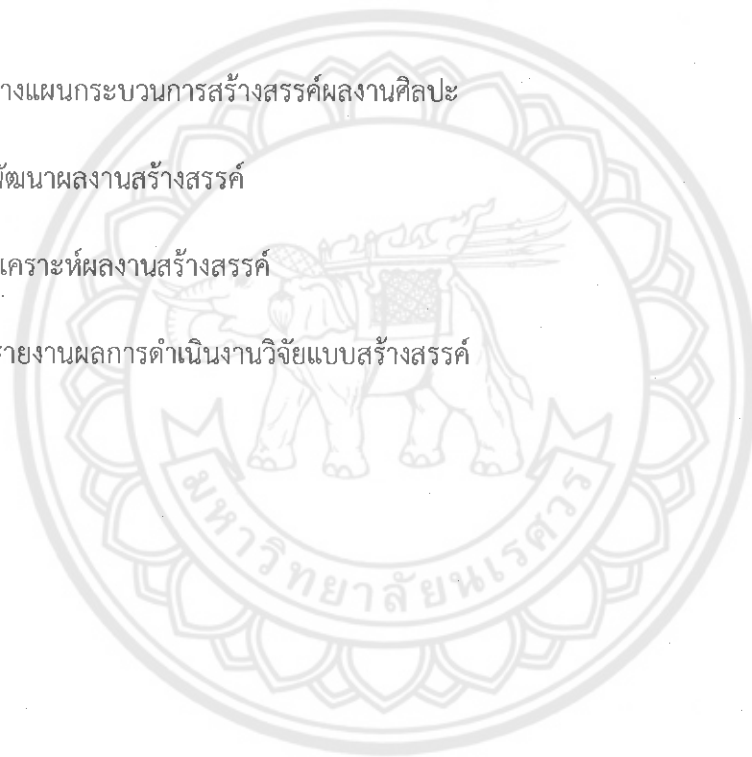 างแผนกระบวนการสร้างสรรค์ผลงานศิลปะ
พัฒนาผลงานสร้างสรรค์
เคราะห์ผลงานสร้างสรรค์
รายงานผลการดำเนินงานวิจัยแบบสร้างสรรค์
มหาวิทยาลัยนเรศวร